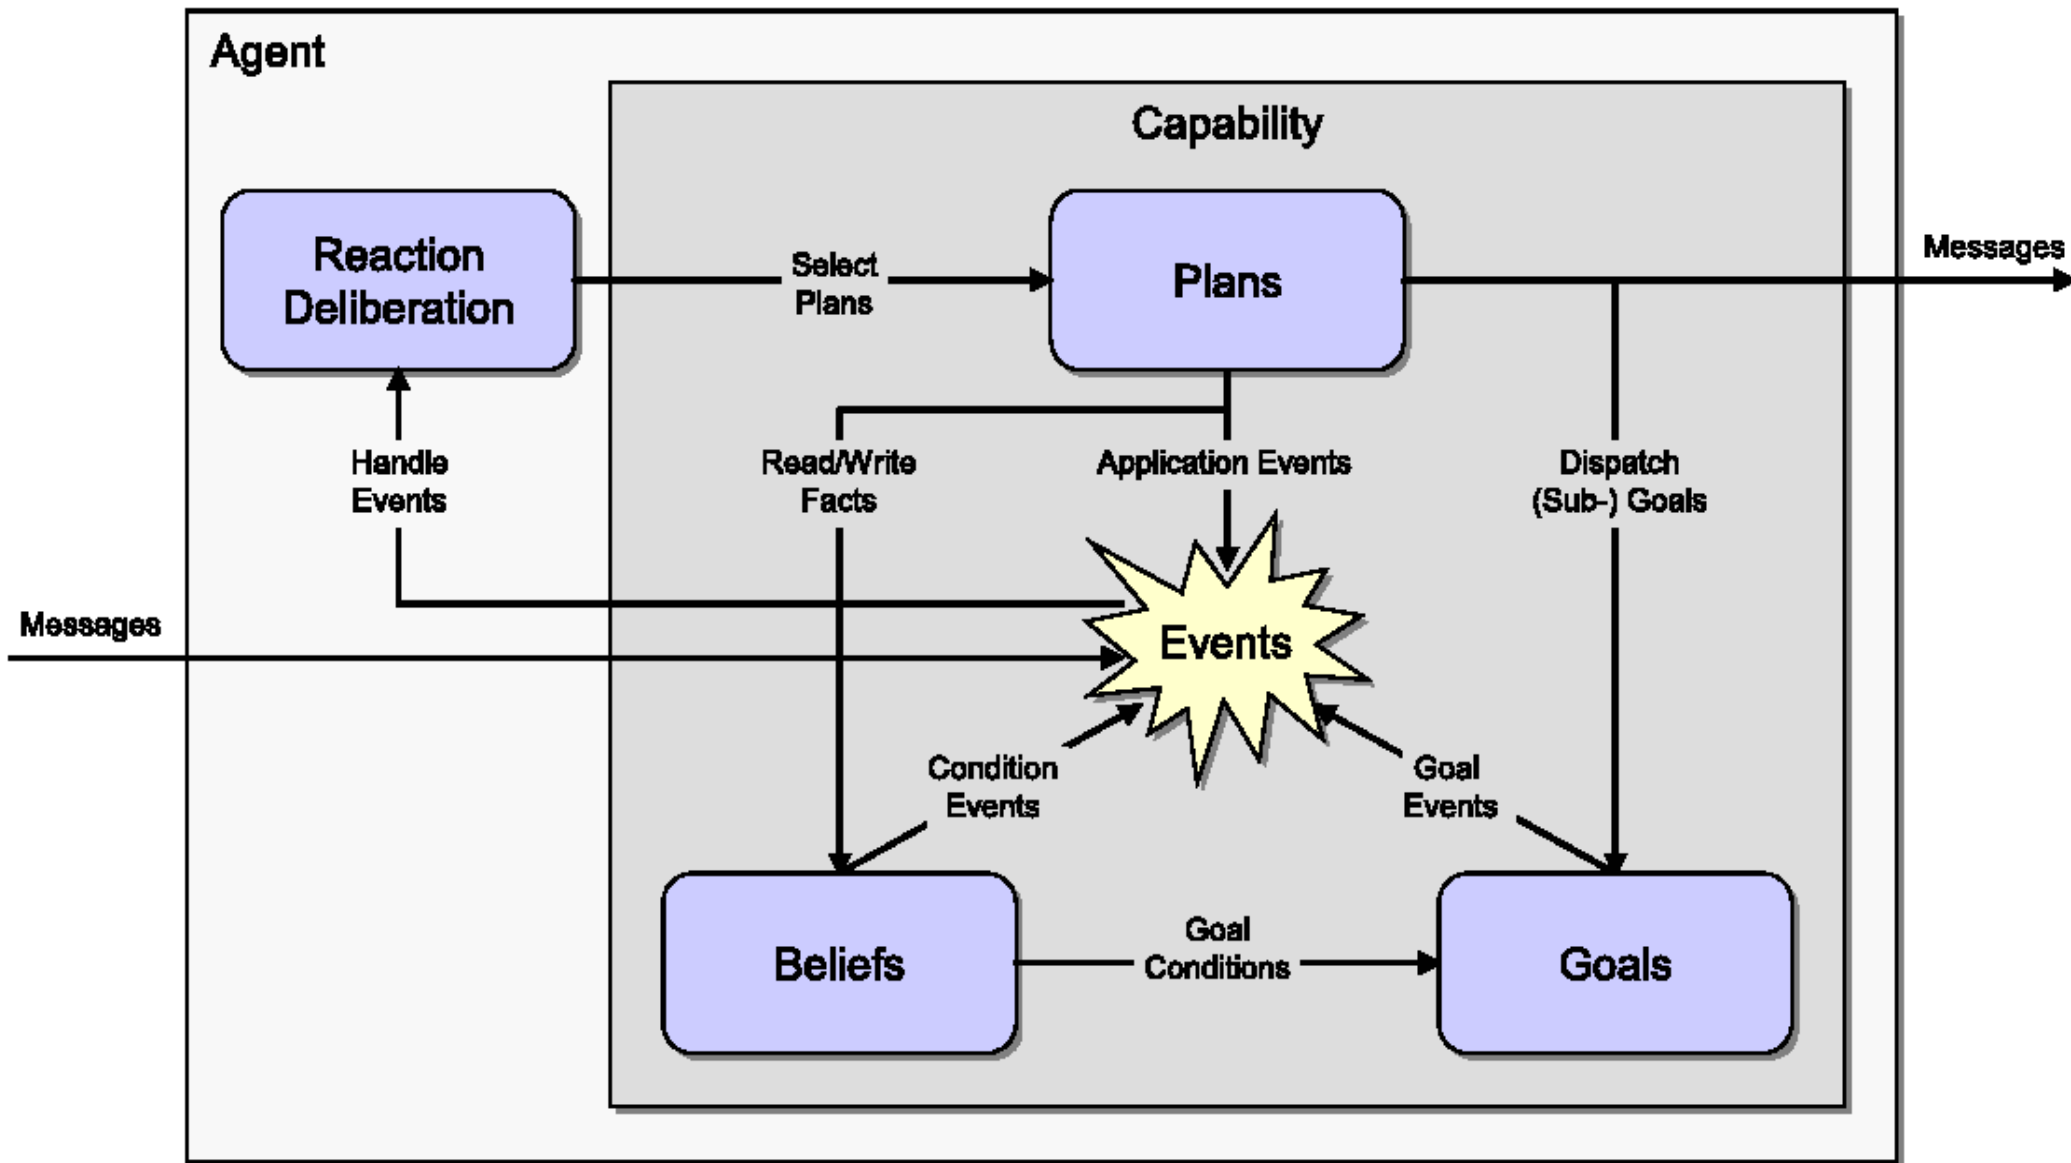 Agent
Capability
Reaction
Deliberation
Select
Plans
Plans
Messages
Handle
Events
Read/Write
Facts
Application Events
Dispatch
(Sub-) Goals
Messages
Events
Condition
Events
Goal
Events
Beliefs
Goal
Conditions
Goals